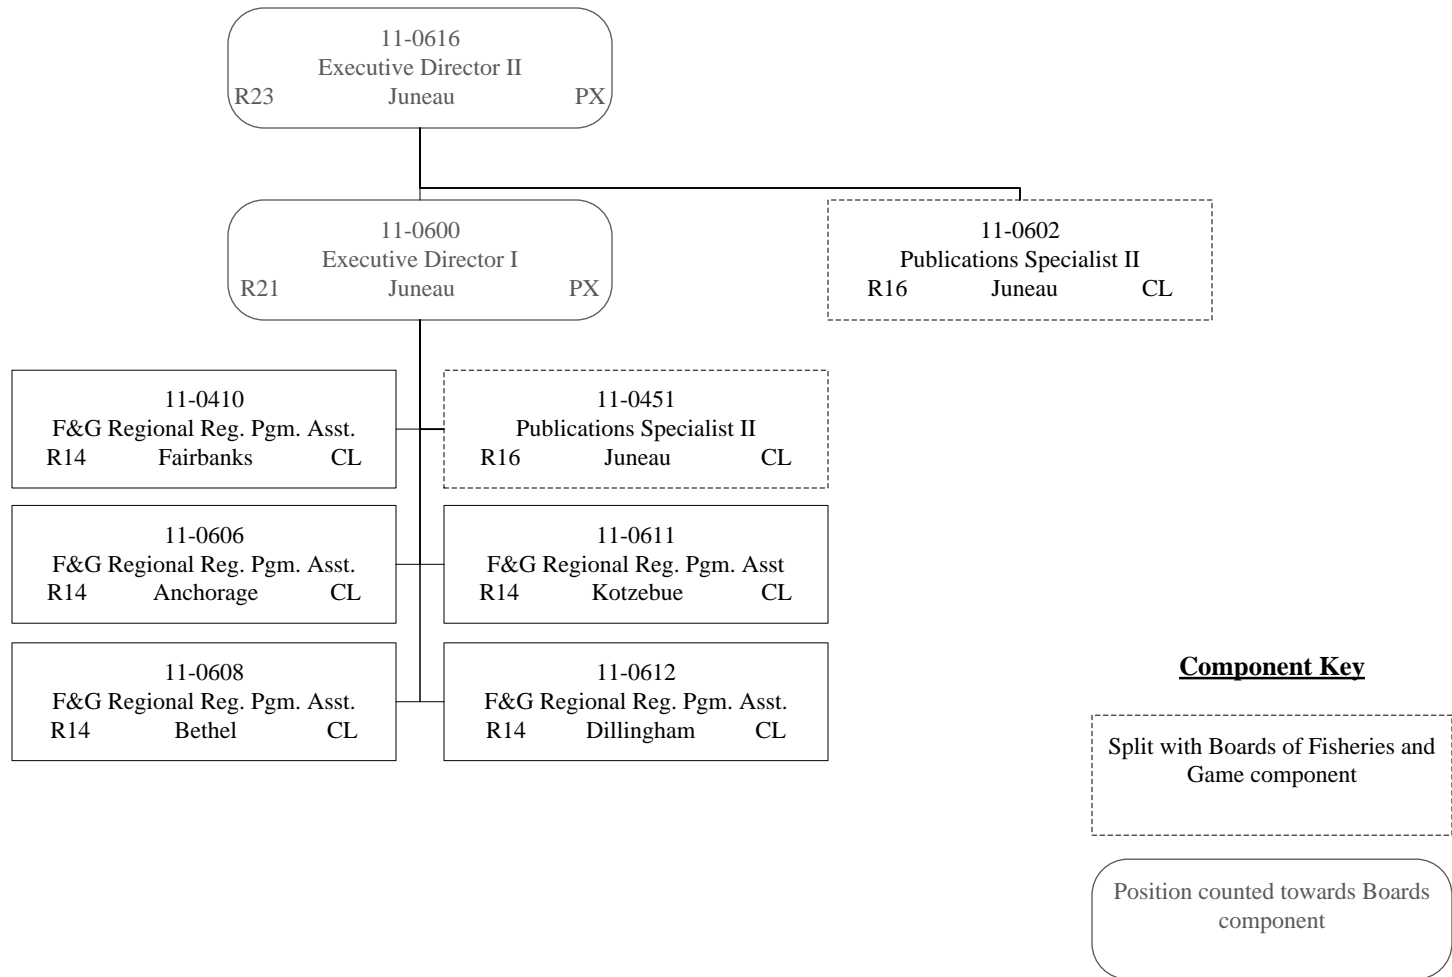 11-0616
Executive Director II
R23 Juneau PX
11-0600
Executive Director I
R21 Juneau PX
11-0602
Publications Specialist II
R16 Juneau CL
11-0410
F&G Regional Reg. Pgm. Asst.
R14 Fairbanks CL
11-0451
Publications Specialist II
R16 Juneau CL
11-0606
F&G Regional Reg. Pgm. Asst.
R14 Anchorage CL
11-0611
F&G Regional Reg. Pgm. Asst
R14 Kotzebue CL
11-0608
F&G Regional Reg. Pgm. Asst.
R14 Bethel CL
11-0612
F&G Regional Reg. Pgm. Asst.
R14 Dillingham CL
Component Key
Split with Boards of Fisheries and
Game component
Position counted towards Boards
component